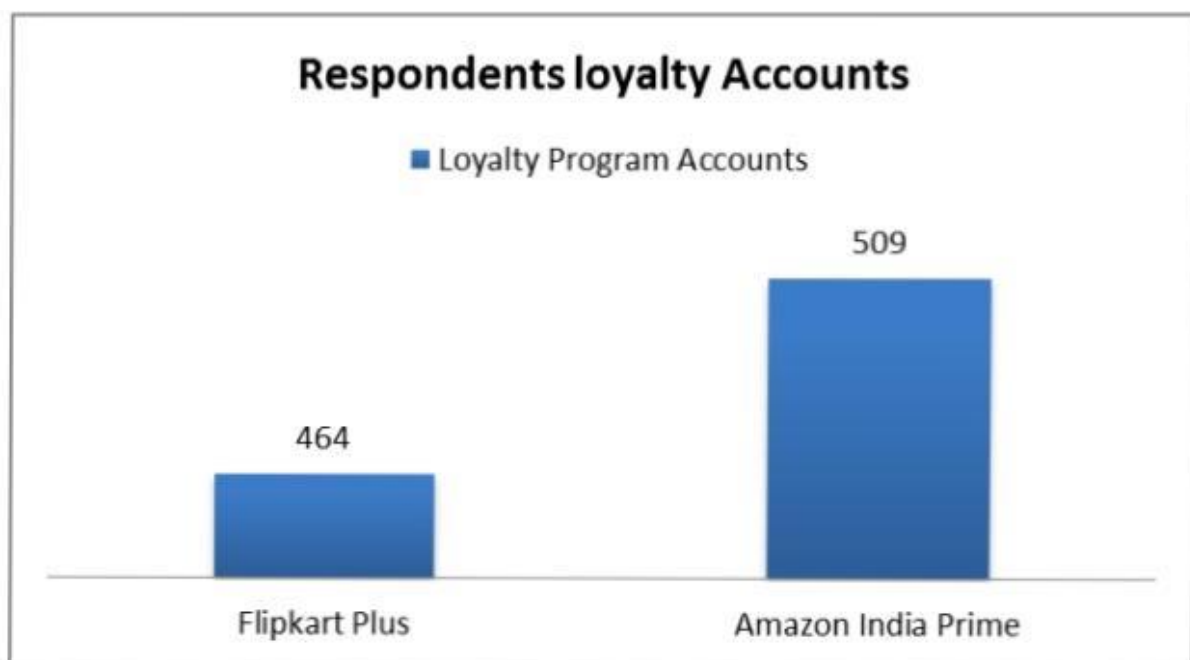 Respondents loyalty Accounts
Loyalty Program Accounts
509
464
Flipkart Plus
Amazon India Prime